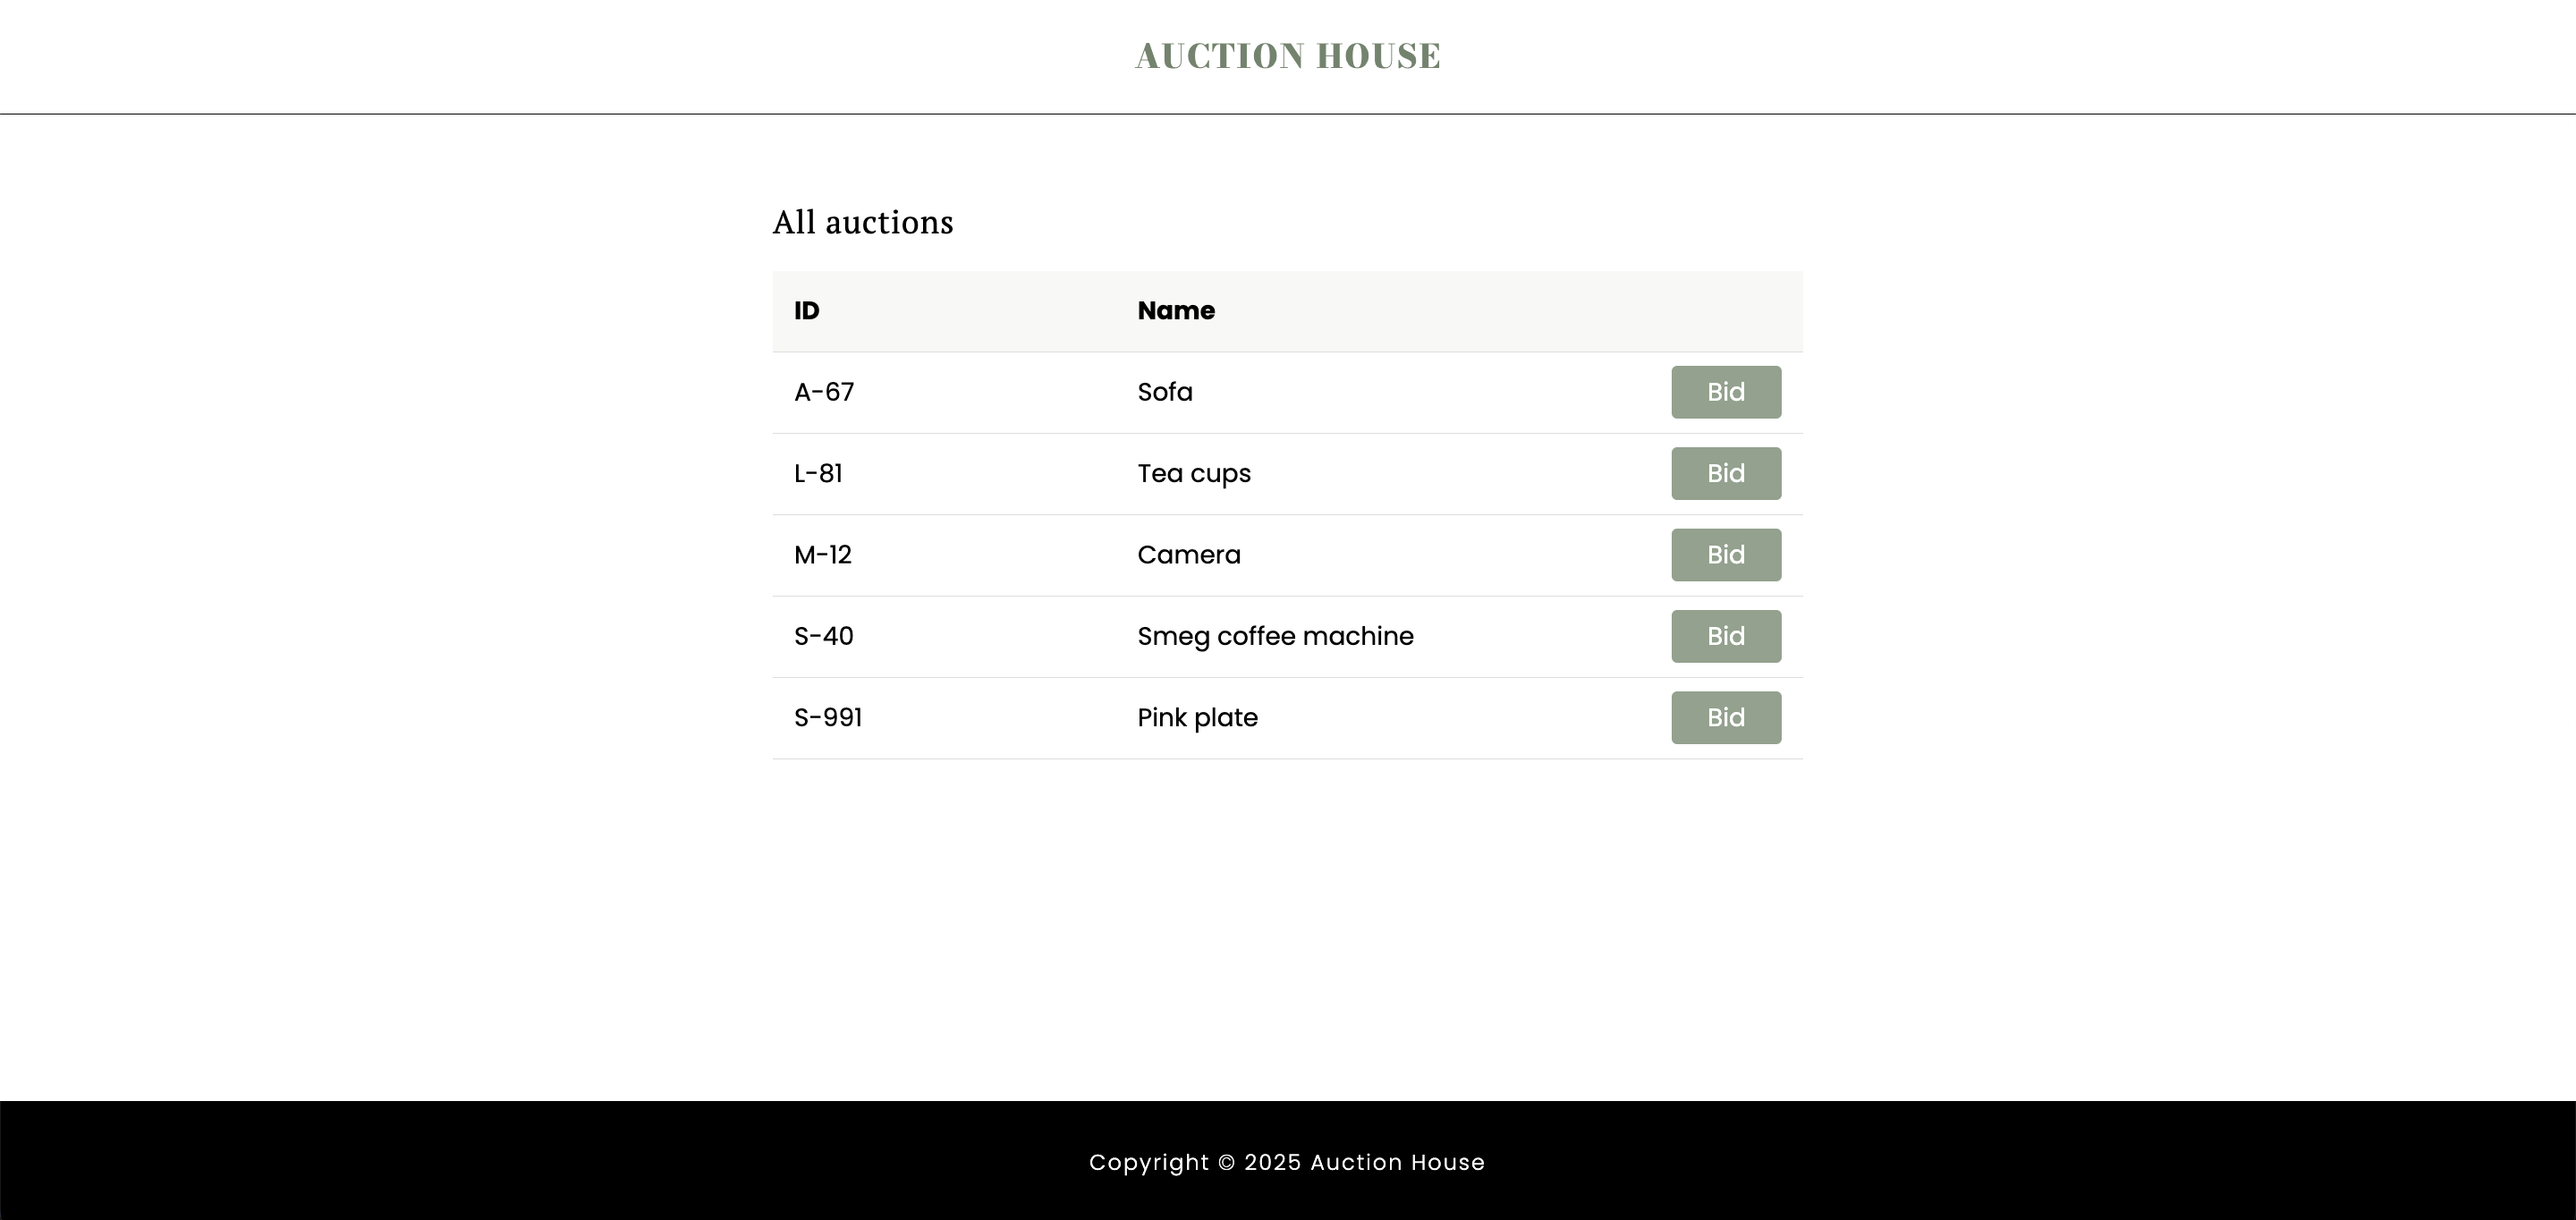 AUCTION HOUSE
All auctions
ID Name
A-67 Sofa Bid
L-81 Tea cups Bid
M-12 Camera Bid
S-40 Smeg coffee machine Bid
S-991 Pink plate Bid
Copyright © 2025 Auction House